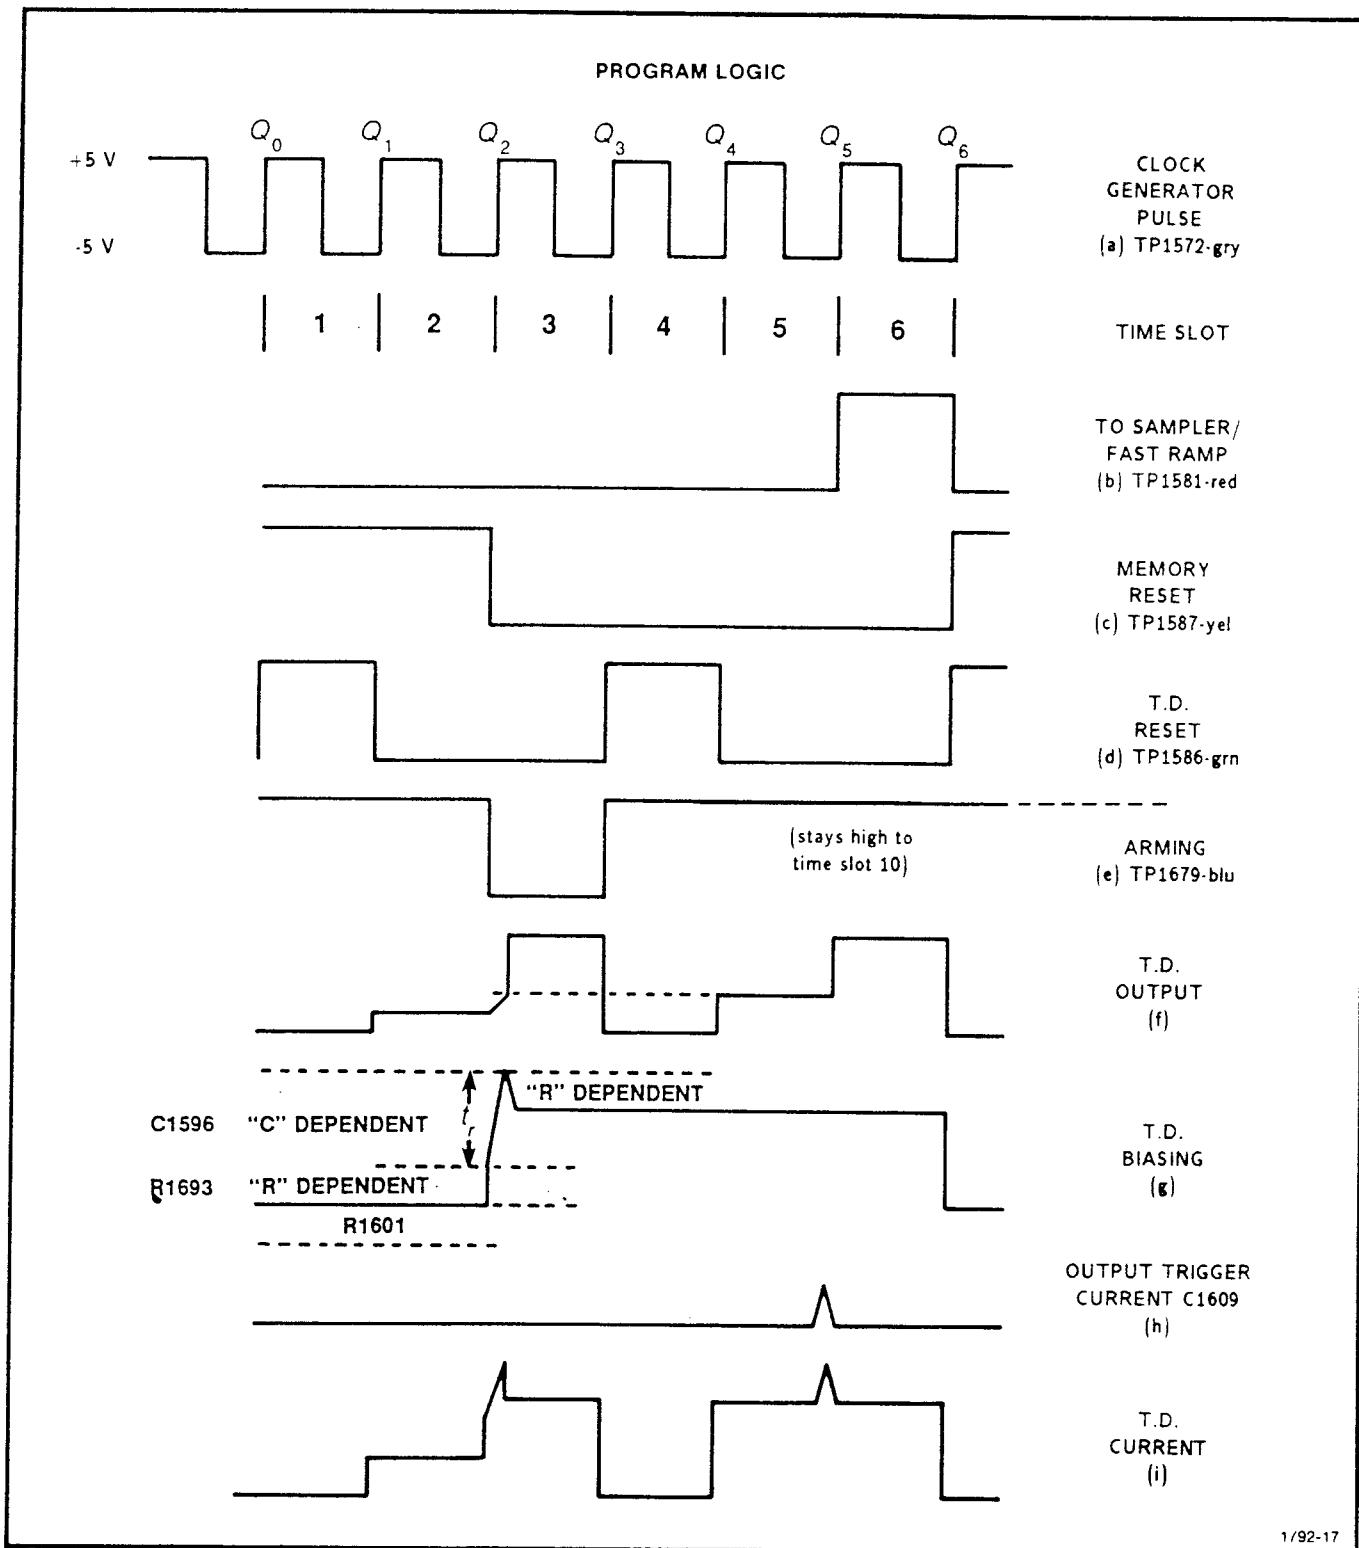 PROGRAM LOGIC
Q0 Q1 Q2 Q3 Q4 Q5 Q6
+5 V
-5 V
CLOCK
GENERATOR
PULSE
(a) TP1572-gry
1 2 3 4 5 6
TIME SLOT
TO SAMPLER/
FAST RAMP
(b) TP1581-red
MEMORY
RESET
(c) TP1587-yel
T.D.
RESET
(d) TP1586-grn
(stays high to
time slot 10)
ARMING
(e) TP1679-blu
T.D.
OUTPUT
(f)
"R" DEPENDENT
tr
C1596 "C" DEPENDENT
R1693 "R" DEPENDENT
R1601
T.D.
BIASING
(g)
OUTPUT TRIGGER
CURRENT C1609
(h)
T.D.
CURRENT
(i)
1/92-17